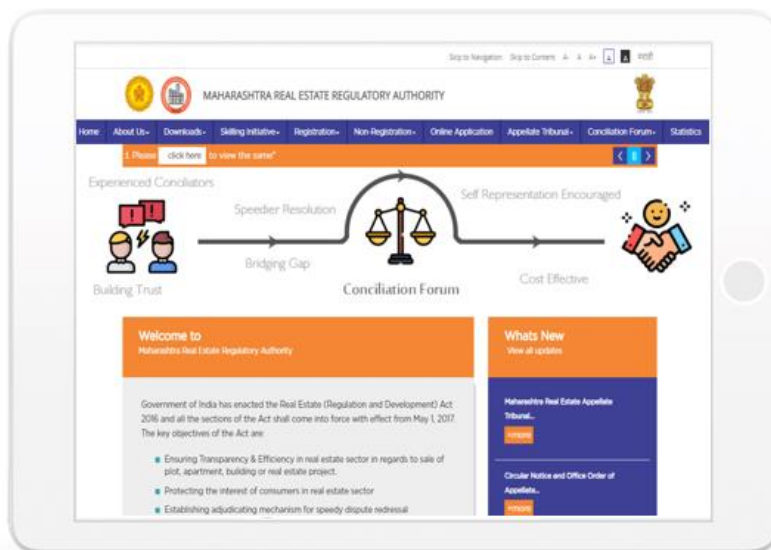 Skip to Navigation Skip to Content A- A A+ A A मराठी
MAHARASHTRA REAL ESTATE REGULATORY AUTHORITY
Home About Us Downloads Skilling Initiative Registration Non-Registration Online Application Appellate Tribunal Conciliation Forum Statistics
Please click here to view the same"
Experienced Conciliators
Speedier Resolution
Self Representation Encouraged
Bridging Gap
Building Trust
Conciliation Forum
Cost Effective
Welcome to
Maharashtra Real Estate Regulatory Authority
Government of India has enacted the Real Estate (Regulation and Development) Act
2016 and all the sections of the Act shall come into force with effect from May 1, 2017.
The key objectives of the Act are:
Ensuring Transparency & Efficiency in real estate sector in regards to sale of
plot, apartment, building or real estate project.
Protecting the interest of consumers in real estate sector
Establishing adjudicating mechanism for speedy dispute redressal
Whats New
View all updates
Maharashtra Real Estate Appellate
Tribunal...
+more
Circular Notice and Office Order of
Appellate...
+more